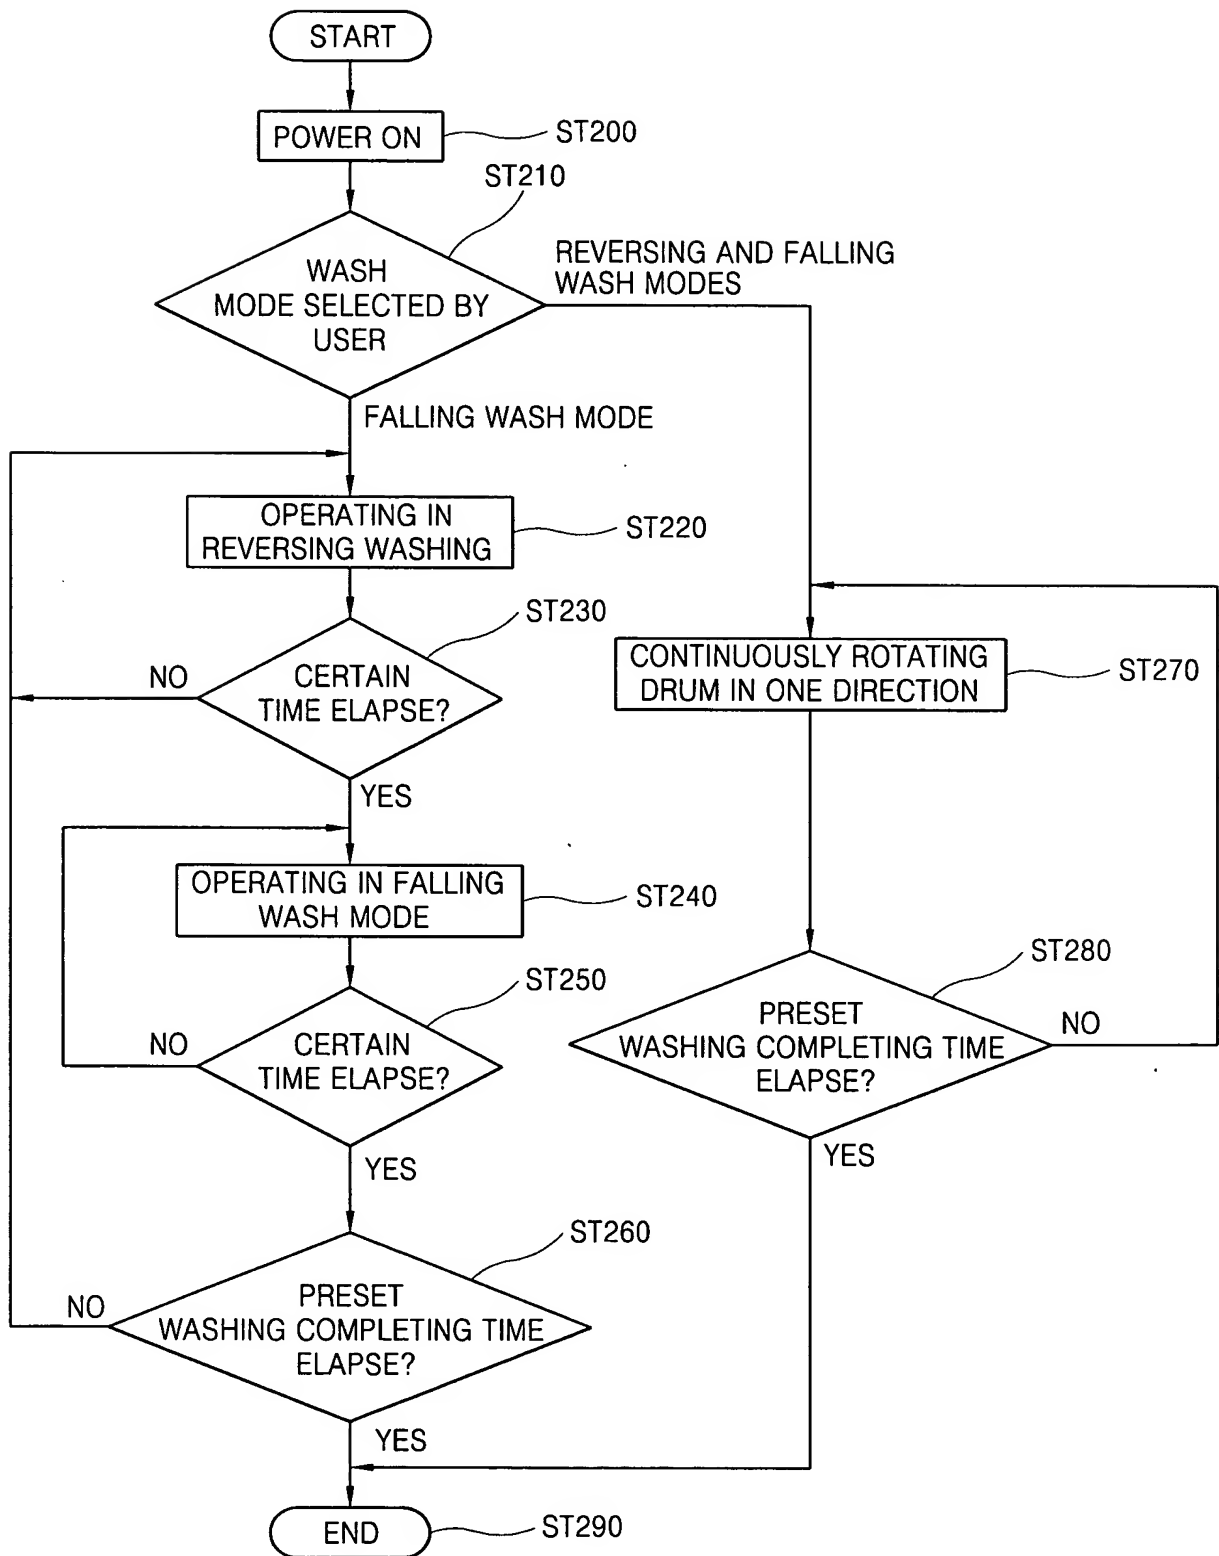 START
POWER ON
ST200
ST210
WASH
MODE SELECTED BY
USER
REVERSING AND FALLING
WASH MODES
FALLING WASH MODE
OPERATING IN
REVERSING WASHING
ST220
ST230
CERTAIN
TIME ELAPSE?
NO
YES
CONTINUOUSLY ROTATING
DRUM IN ONE DIRECTION
ST270
OPERATING IN FALLING
WASH MODE
ST240
ST250
CERTAIN
TIME ELAPSE?
NO
YES
ST280
PRESET
WASHING COMPLETING TIME
ELAPSE?
NO
YES
ST260
PRESET
WASHING COMPLETING TIME
ELAPSE?
NO
YES
END
ST290